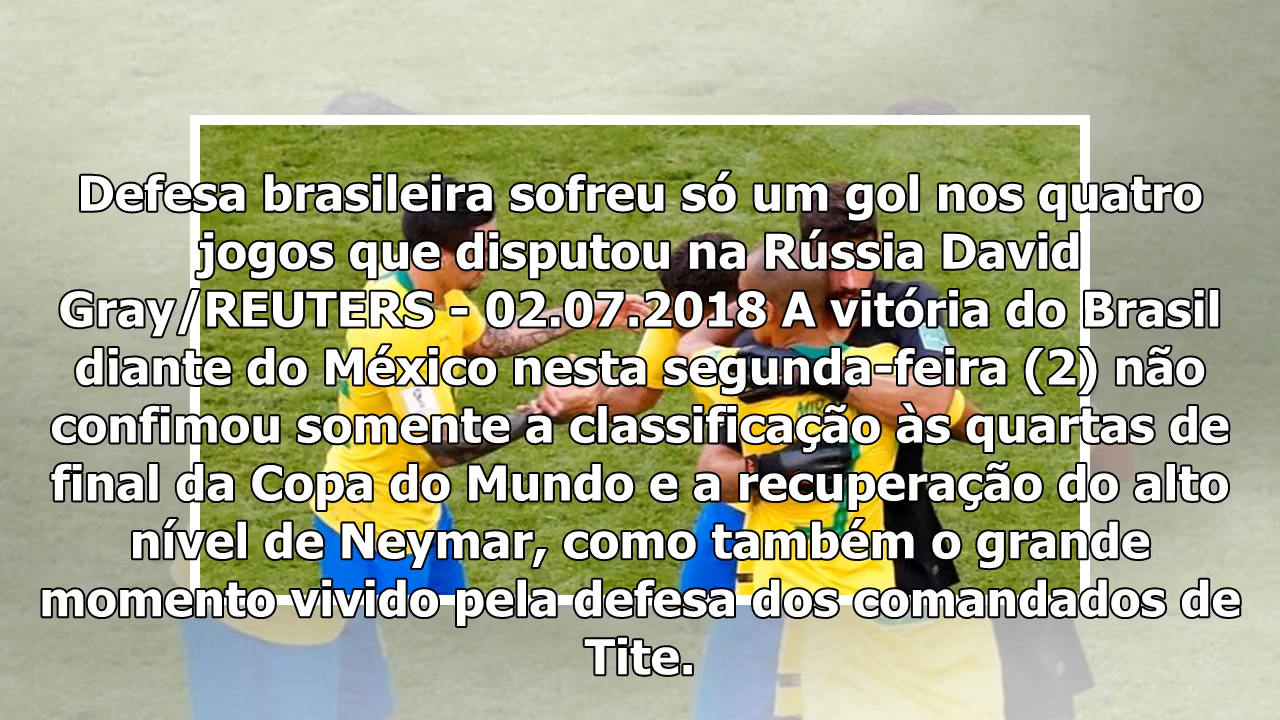 Defesa brasileira sofreu só um gol nos quatro
jogos que disputou na Rússia David
Gray/REUTERS - 02.07.2018 A vitória do Brasil
diante do México nesta segunda-feira (2) não
confimou somente a classificação às quartas de
final da Copa do Mundo e a recuperação do alto
nível de Neymar, como também o grande
momento vivido pela defesa dos comandados de
Tite.